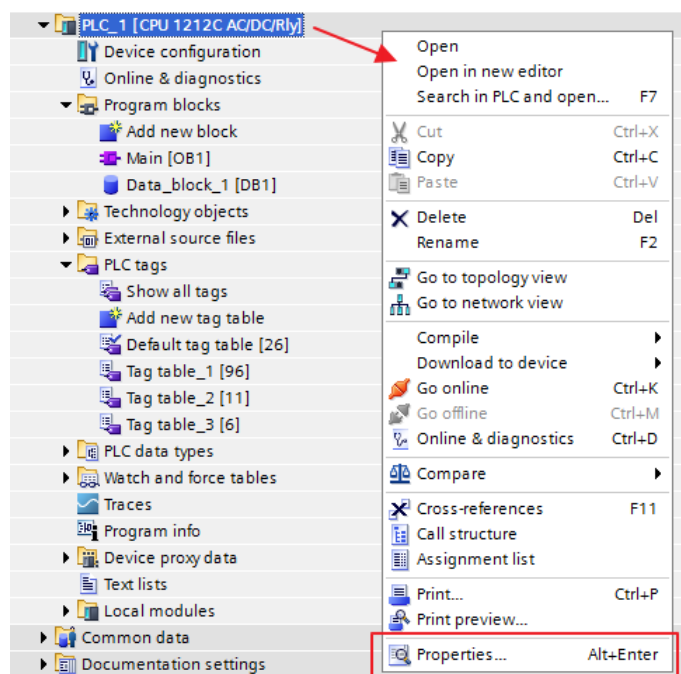 PLC_1 [CPU 1212C AC/DC/Rly]
Device configuration
Online & diagnostics
Program blocks
Add new block
Main [OB1]
Data_block_1 [DB1]
Technology objects
External source files
PLC tags
Show all tags
Add new tag table
Default tag table [26]
Tag table_1 [96]
Tag table_2 [11]
Tag table_3 [6]
PLC data types
Watch and force tables
Traces
Program info
Device proxy data
Text lists
Local modules
Common data
Documentation settings
Open
Open in new editor
Search in PLC and open... F7
Cut Ctrl+X
Copy Ctrl+C
Paste Ctrl+V
Delete Del
Rename F2
Go to topology view
Go to network view
Compile
Download to device
Go online Ctrl+K
Go offline Ctrl+M
Online & diagnostics Ctrl+D
Compare
Cross-references F11
Call structure
Assignment list
Print... Ctrl+P
Print preview...
Properties... Alt+Enter